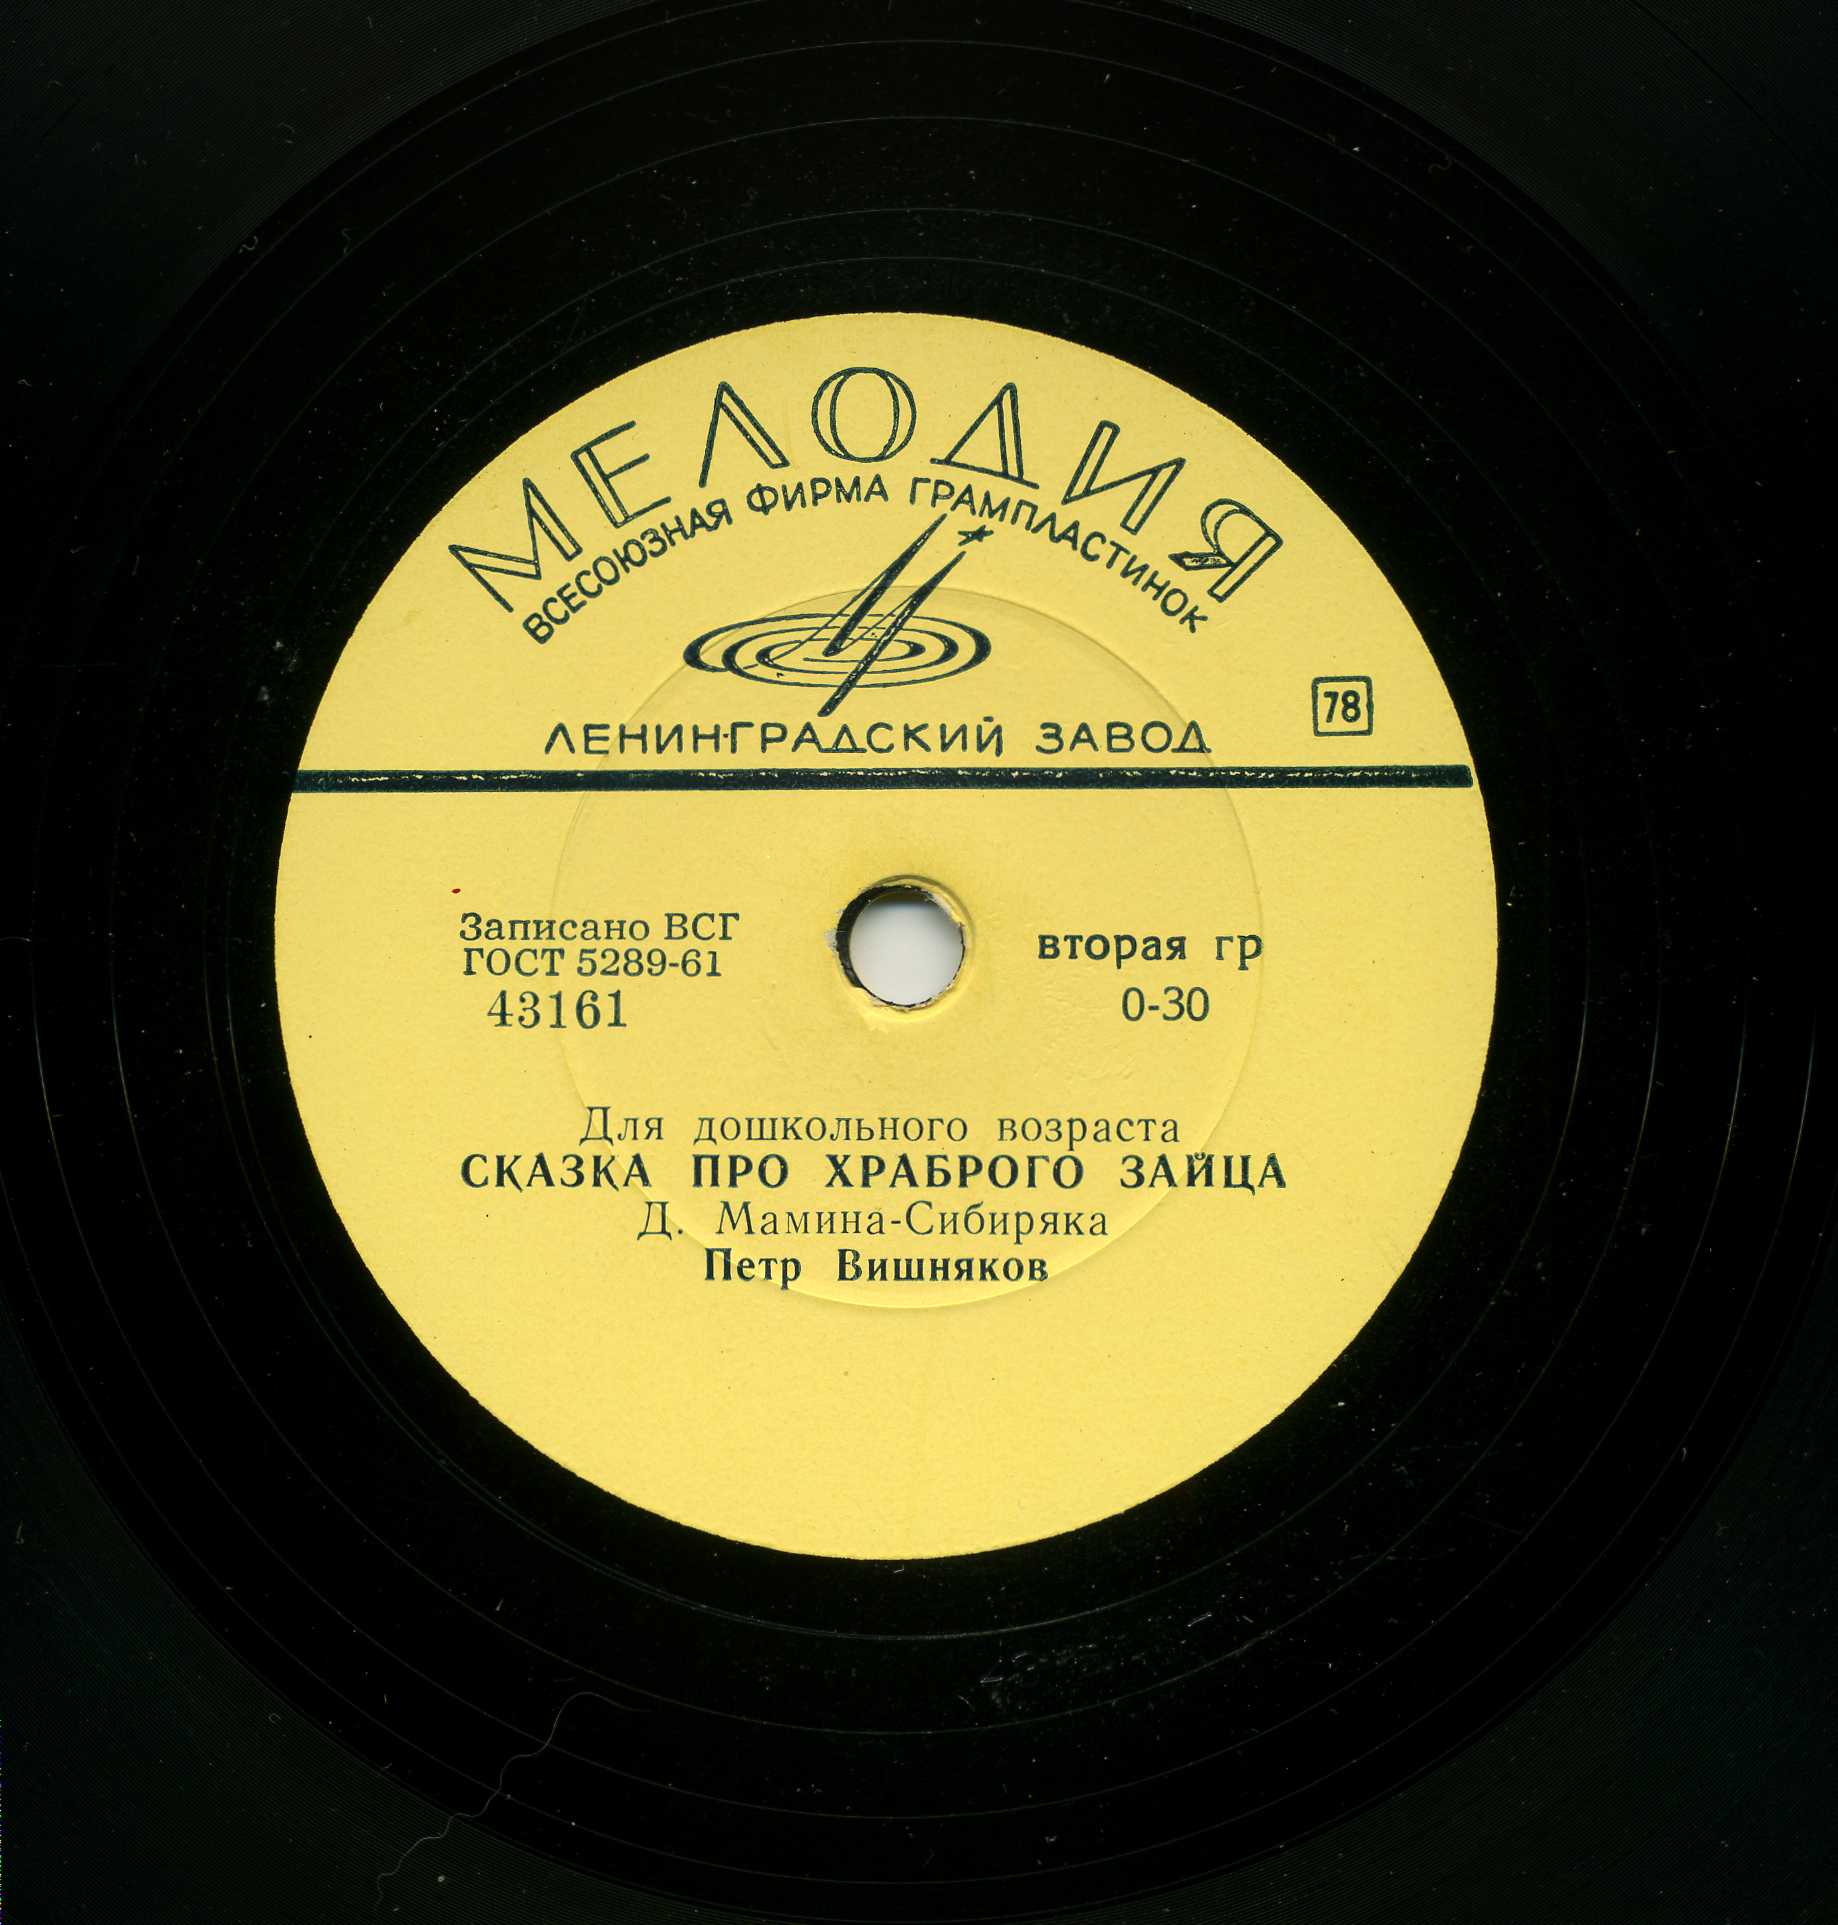 МЕЛОДИЯ
ВСЕСОЮЗНАЯ ФИРМА ГРАМПЛАСТИНОК
ЛЕНИНГРАДСКИЙ ЗАВОД
78
Записано ВСГ
ГОСТ 5289-61
43161
вторая гр
0-30
Для дошкольного возраста
СКАЗКА ПРО ХРАБРОГО ЗАЙЦА
Д. Мамина-Сибиряка
Петр Вишняков